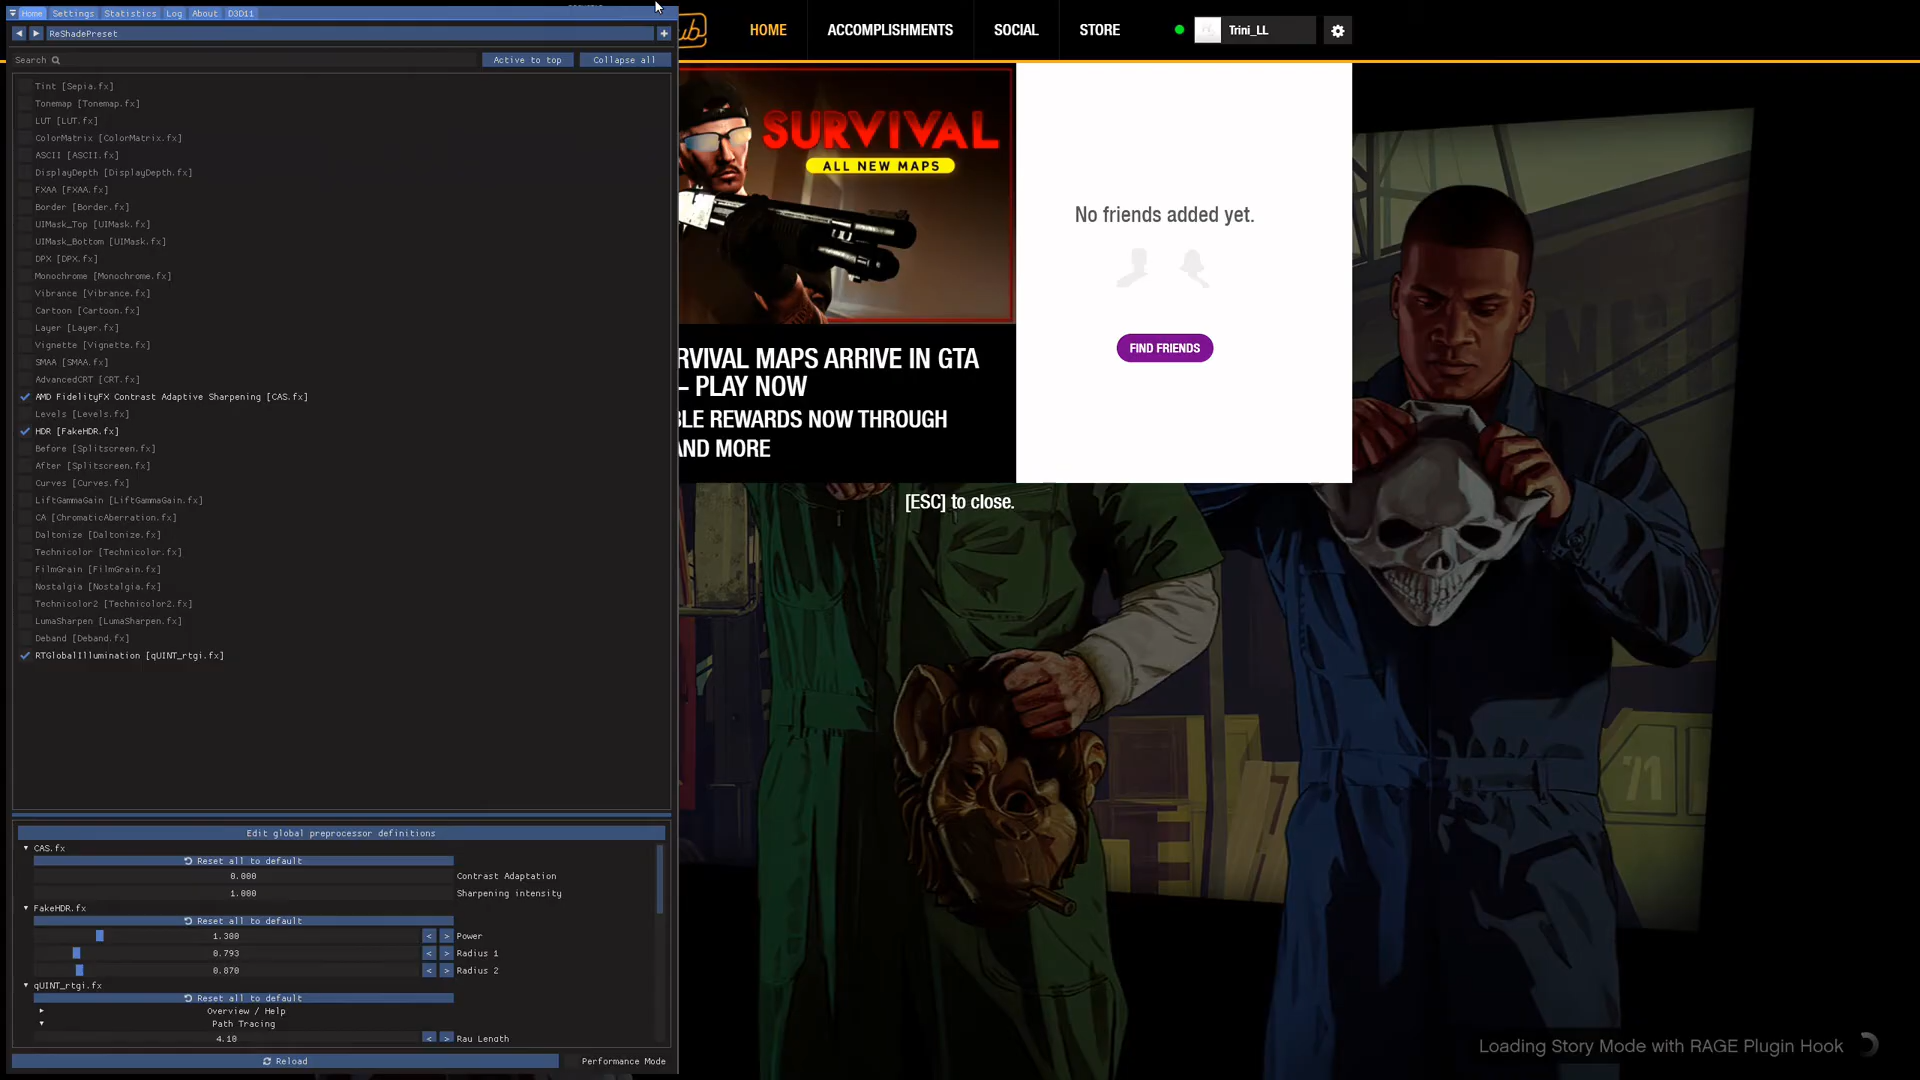 Home Settings Statistics Log About D3D11
ReShadePreset +
Search Active to top Collapse all
Tint [Sepia.fx]
Tonemap [Tonemap.fx]
LUT [LUT.fx]
ColorMatrix [ColorMatrix.fx]
ASCII [ASCII.fx]
DisplayDepth [DisplayDepth.fx]
FXAA [FXAA.fx]
Border [Border.fx]
UIMask_Top [UIMask.fx]
UIMask_Bottom [UIMask.fx]
DPX [DPX.fx]
Monochrome [Monochrome.fx]
Vibrance [Vibrance.fx]
Cartoon [Cartoon.fx]
Layer [Layer.fx]
Vignette [Vignette.fx]
SMAA [SMAA.fx]
AdvancedCRT [CRT.fx]
AMD FidelityFX Contrast Adaptive Sharpening [CAS.fx]
Levels [Levels.fx]
HDR [FakeHDR.fx]
Before [Splitscreen.fx]
After [Splitscreen.fx]
Curves [Curves.fx]
LiftGammaGain [LiftGammaGain.fx]
CA [ChromaticAberration.fx]
Daltonize [Daltonize.fx]
Technicolor [Technicolor.fx]
FilmGrain [FilmGrain.fx]
Nostalgia [Nostalgia.fx]
Technicolor2 [Technicolor2.fx]
LumaSharpen [LumaSharpen.fx]
Deband [Deband.fx]
RTGlobalIllumination [qUINT_rtgi.fx]
Edit global preprocessor definitions
CAS.fx
Reset all to default
0.000 Contrast Adaptation
1.000 Sharpening intensity
FakeHDR.fx
Reset all to default
1.300 < > Power
0.793 < > Radius 1
0.870 < > Radius 2
qUINT_rtgi.fx
Reset all to default
Overview / Help
Path Tracing
4.10 < > Ray Length
Reload Performance Mode
ub HOME ACCOMPLISHMENTS SOCIAL STORE Trini_LL
SURVIVAL
ALL NEW MAPS
RVIVAL MAPS ARRIVE IN GTA
– PLAY NOW
BLE REWARDS NOW THROUGH
AND MORE
No friends added yet.
FIND FRIENDS
[ESC] to close.
71
Loading Story Mode with RAGE Plugin Hook